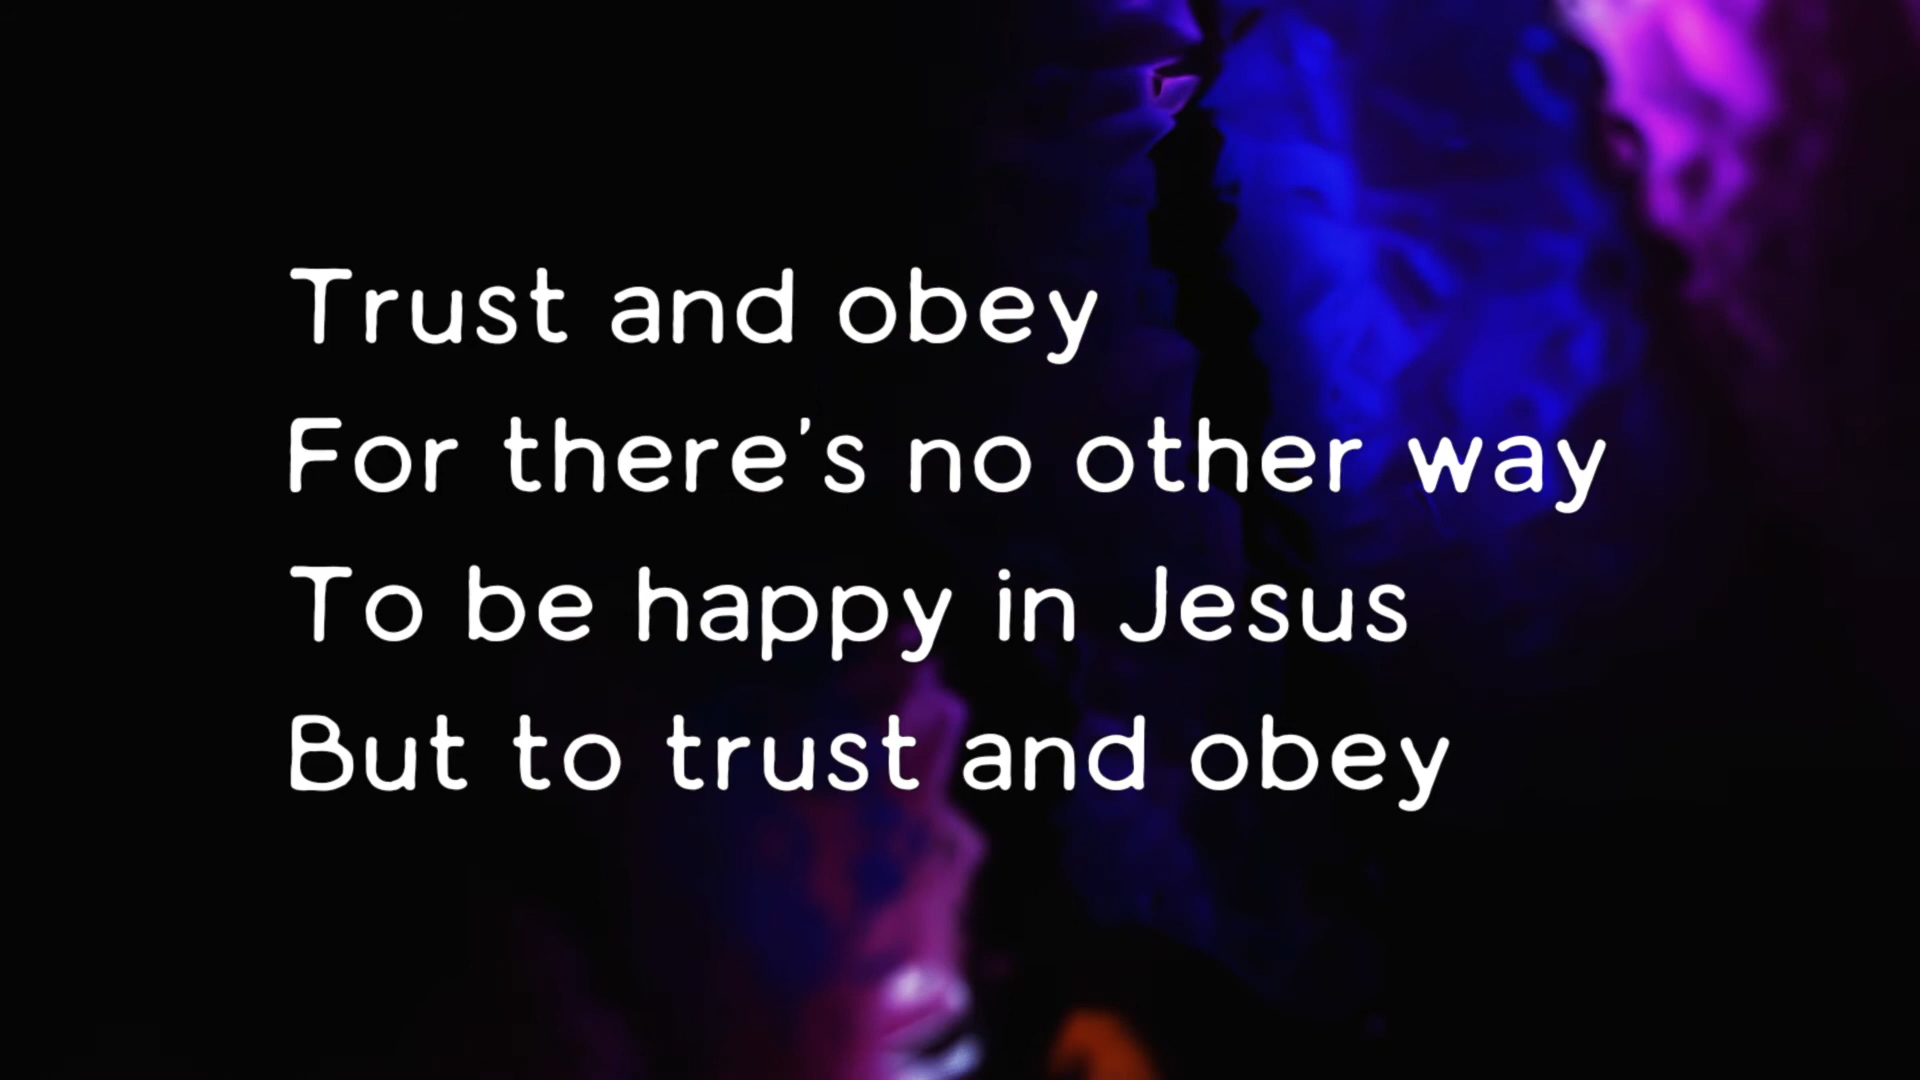 Trust and obey
For there's no other way
To be happy in Jesus
But to trust and obey